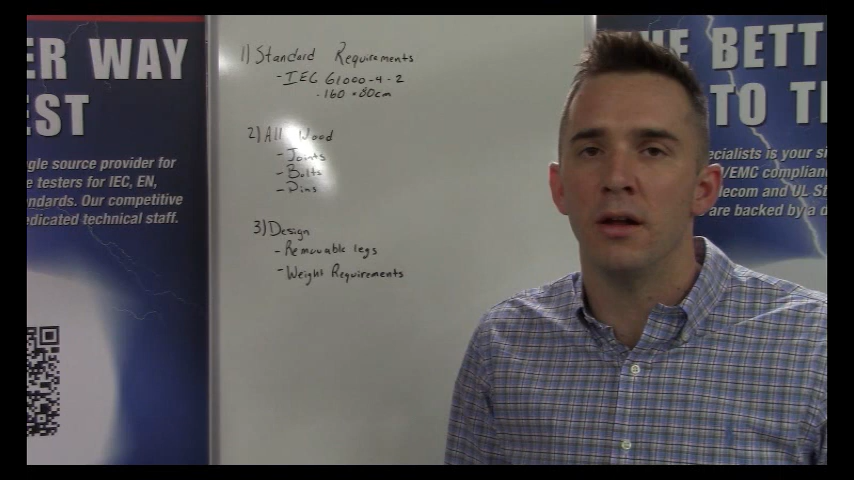 ER WAY
EST
gle source provider for
e testers for IEC, EN,
ndards. Our competitive
edicated technical staff.
1) Standard Requirements
- IEC 61000-4-2
- 160 x 80cm
2) All Wood
- Joints
- Bolts
- Pins
3) Design
- Removable legs
- Weight Requirements
HE BETT
TO T
ecialists is your si
/EMC complianc
lecom and UL St
are backed by a d